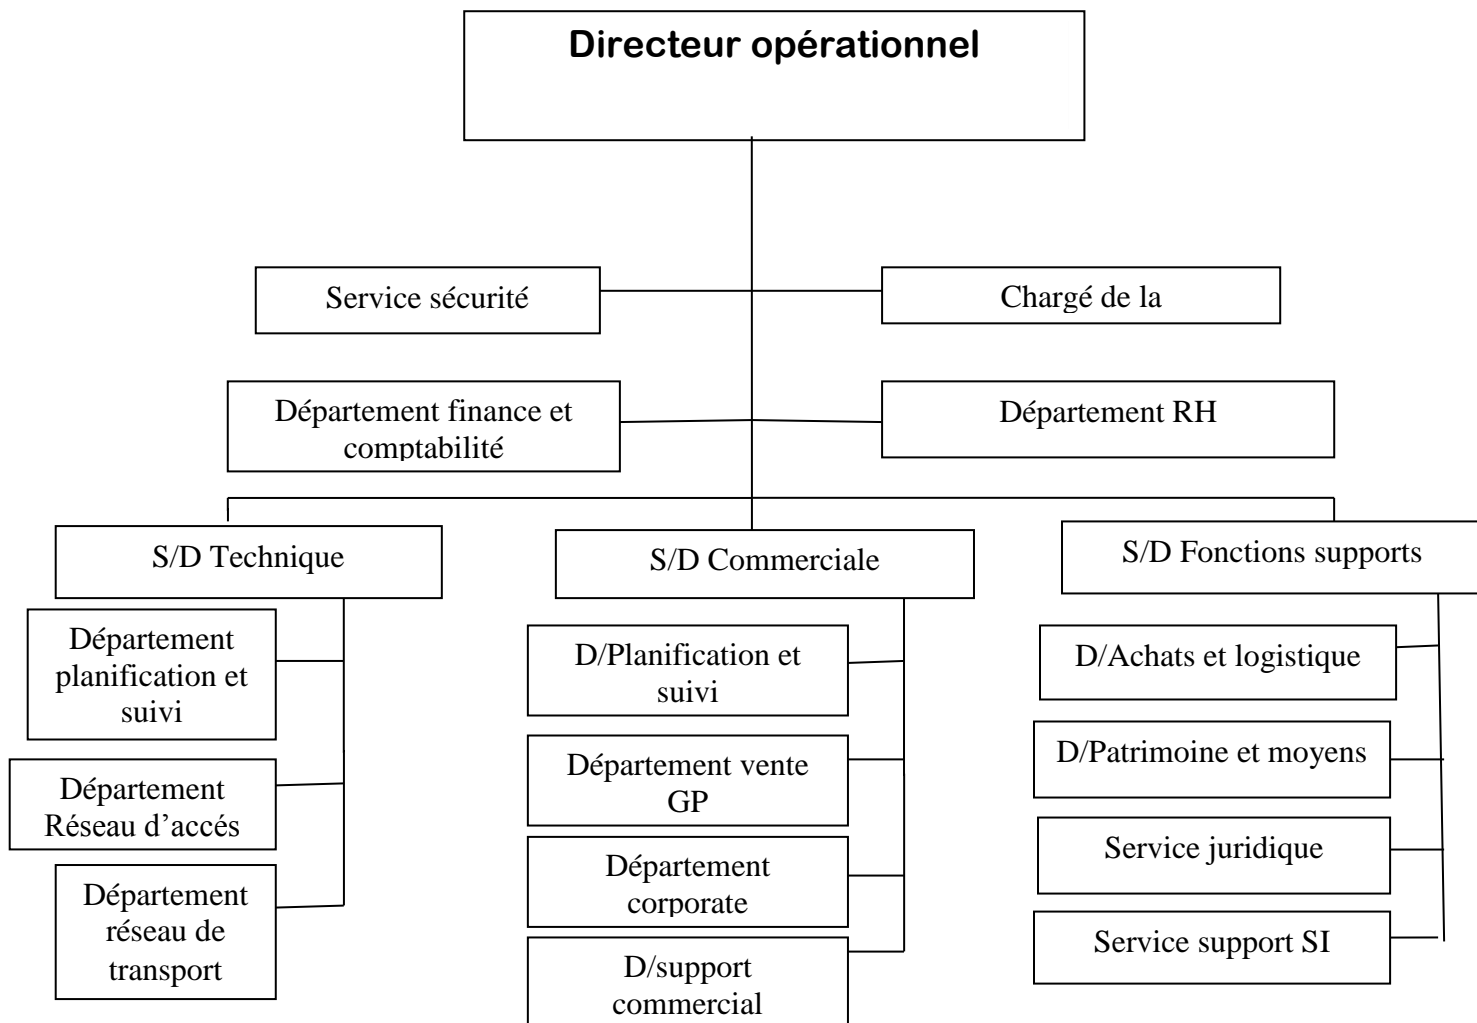 Directeur opérationnel
Service sécurité
Chargé de la
Département finance et
comptabilité
Département RH
S/D Technique
S/D Commerciale
S/D Fonctions supports
Département
planification et
suivi
Département
Réseau d’accés
Département
réseau de
transport
D/Planification et
suivi
Département vente
GP
Département
corporate
D/support
commercial
D/Achats et logistique
D/Patrimoine et moyens
Service juridique
Service support SI